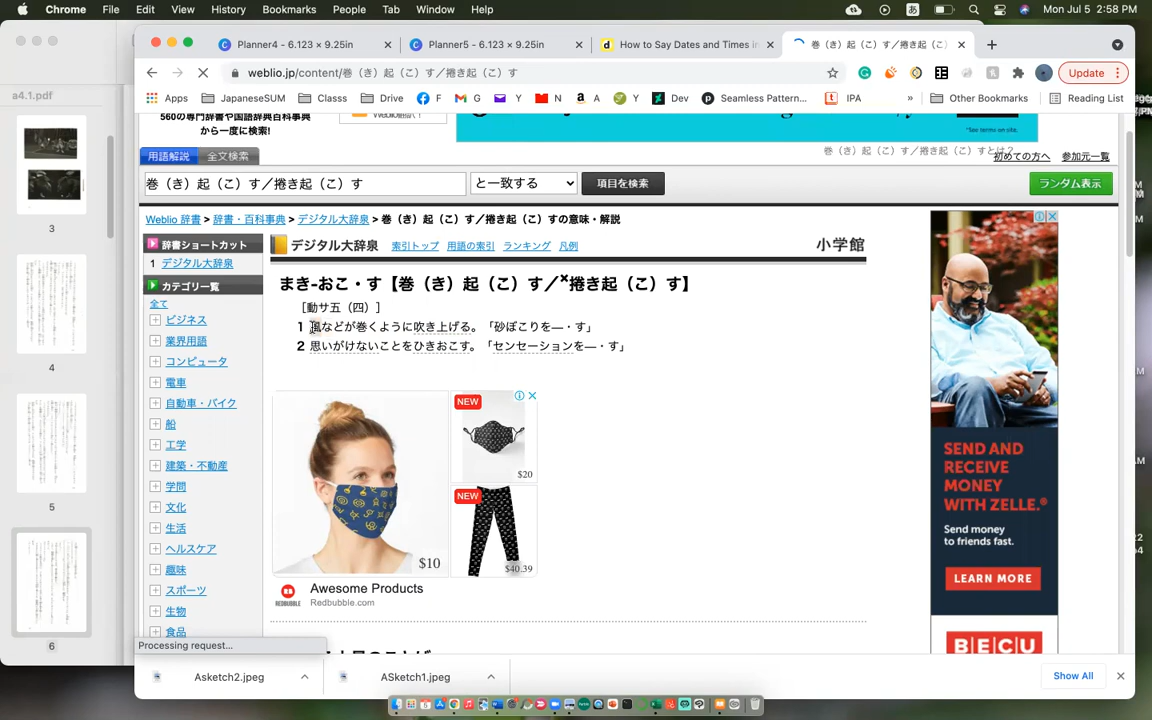 Chrome File Edit View History Bookmarks People Tab Window Help あ Mon Jul 5 2:58 PM
Planner4 - 6.123 × 9.25in Planner5 - 6.123 × 9.25in How to Say Dates and Times i 巻（き）起（こ）す／捲き起（こ
weblio.jp/content/巻（き）起（こ）す／捲き起（こ）す Update
Apps JapaneseSUM Classs Drive F G Y N A Y Dev Seamless Pattern... IPA » Other Bookmarks Reading List
a4.1.pdf
3
4
5
6
560の専門辞書や国語辞典百科事典
から一度に検索!
*See terms on site.
巻（き）起（こ）す／捲き起（こ）すとは?
初めての方へ 参加元一覧
用語解説 全文検索
巻（き）起（こ）す／捲き起（こ）す と一致する 項目を検索 ランダム表示
Weblio 辞書 > 辞書・百科事典 > デジタル大辞泉 > 巻（き）起（こ）す／捲き起（こ）すの意味・解説
辞書ショートカット
1 デジタル大辞泉
カテゴリ一覧
全て
ビジネス
業界用語
コンピュータ
電車
自動車・バイク
船
工学
建築・不動産
学問
文化
生活
ヘルスケア
趣味
スポーツ
生物
食品
デジタル大辞泉 索引トップ 用語の索引 ランキング 凡例 小学館
まき‐おこ・す【巻（き）起（こ）す／×捲き起（こ）す】
［動サ五（四）］
1 風などが巻くように吹き上げる。「砂ぼこりを―・す」
2 思いがけないことをひきおこす。「センセーションを―・す」
NEW
$20
NEW
$10
$40.39
REDBUBBLE
Awesome Products
Redbubble.com
SEND AND
RECEIVE
MONEY
WITH ZELLE.®
Send money
to friends fast.
LEARN MORE
BECU
Processing request...
Asketch2.jpeg ASketch1.jpeg Show All